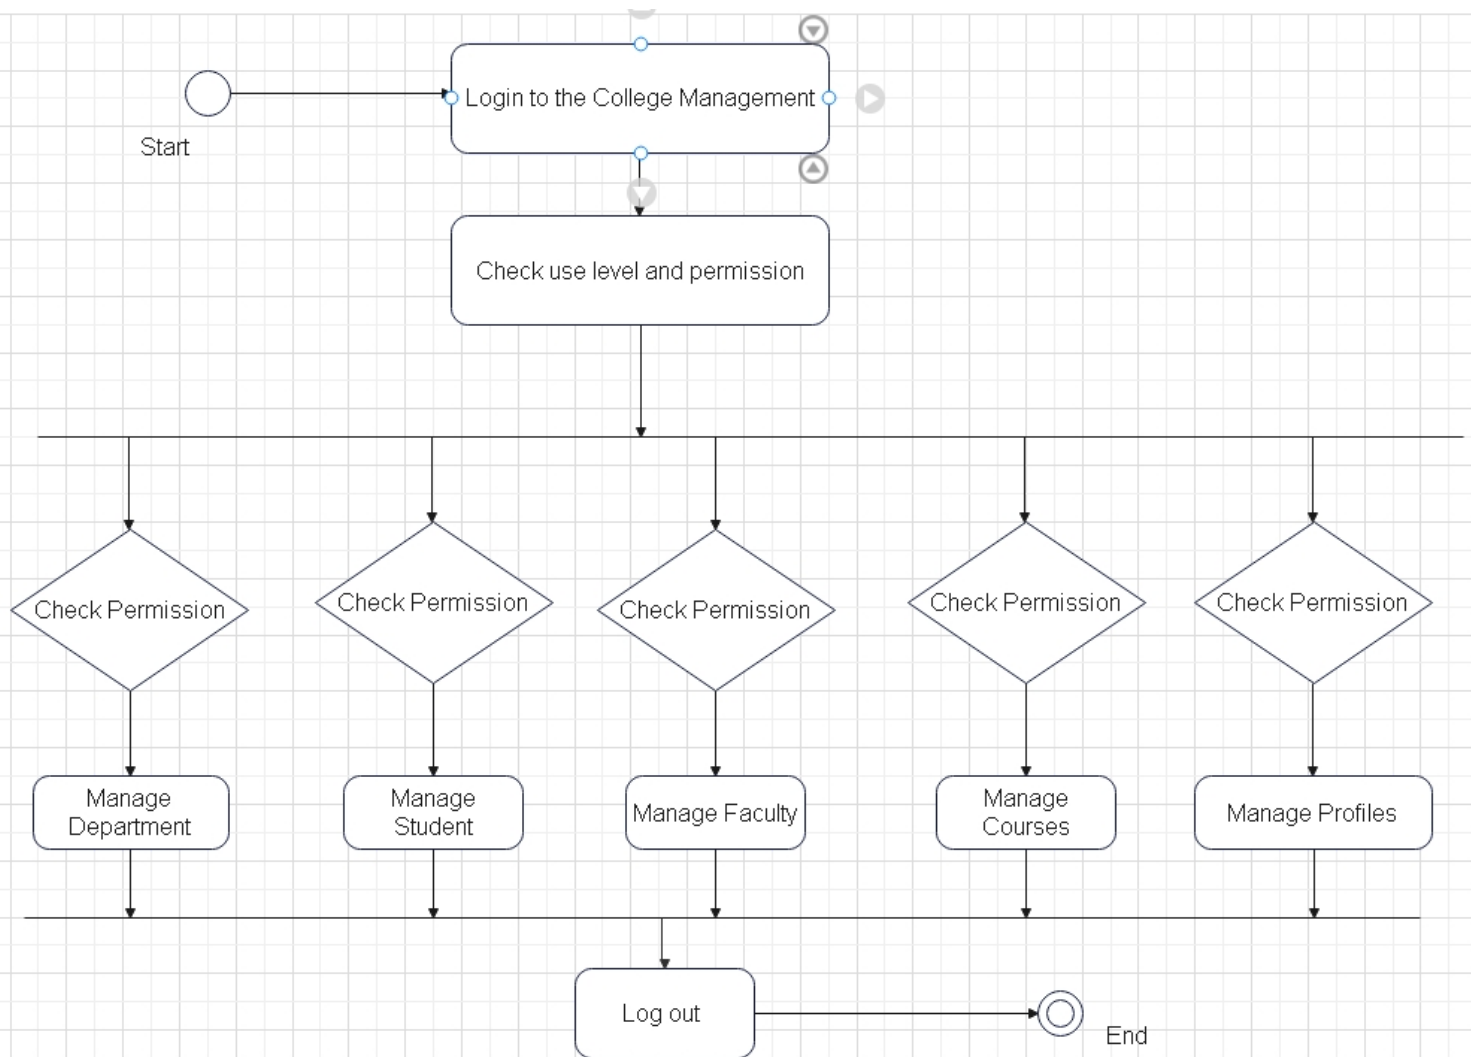 Login to the College Management
Start
Check use level and permission
Check Permission
Check Permission
Check Permission
Check Permission
Check Permission
Manage
Department
Manage
Student
Manage Faculty
Manage
Courses
Manage Profiles
Log out
End